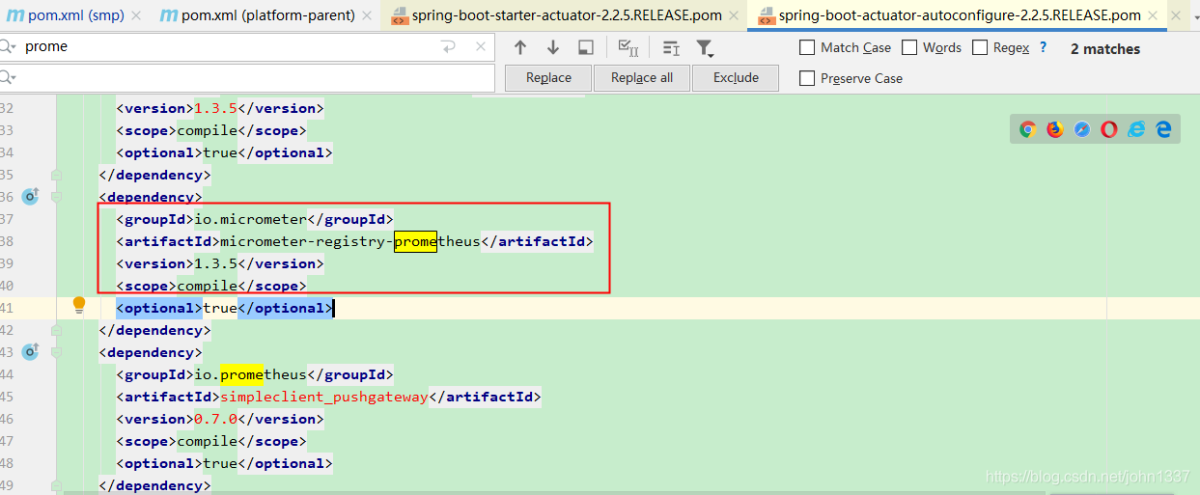 pom.xml (smp) × pom.xml (platform-parent) × spring-boot-starter-actuator-2.2.5.RELEASE.pom × spring-boot-actuator-autoconfigure-2.2.5.RELEASE.pom ×
prome Match Case Words Regex ? 2 matches
Replace Replace all Exclude Preserve Case
32 <version>1.3.5</version>
33 <scope>compile</scope>
34 <optional>true</optional>
35 </dependency>
36 <dependency>
37 <groupId>io.micrometer</groupId>
38 <artifactId>micrometer-registry-prometheus</artifactId>
39 <version>1.3.5</version>
40 <scope>compile</scope>
41 <optional>true</optional>
42 </dependency>
43 <dependency>
44 <groupId>io.prometheus</groupId>
45 <artifactId>simpleclient_pushgateway</artifactId>
46 <version>0.7.0</version>
47 <scope>compile</scope>
48 <optional>true</optional>
49 </dependency>
https://blog.csdn.net/john1337